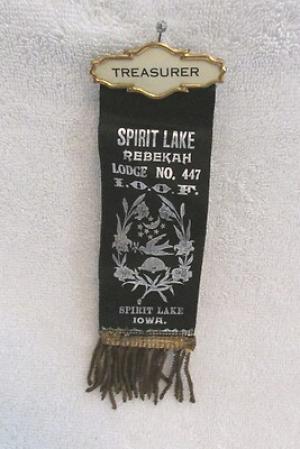 TREASURER
SPIRIT LAKE
REBEKAH
LODGE NO. 447
I.O.O.F.
SPIRIT LAKE
IOWA.